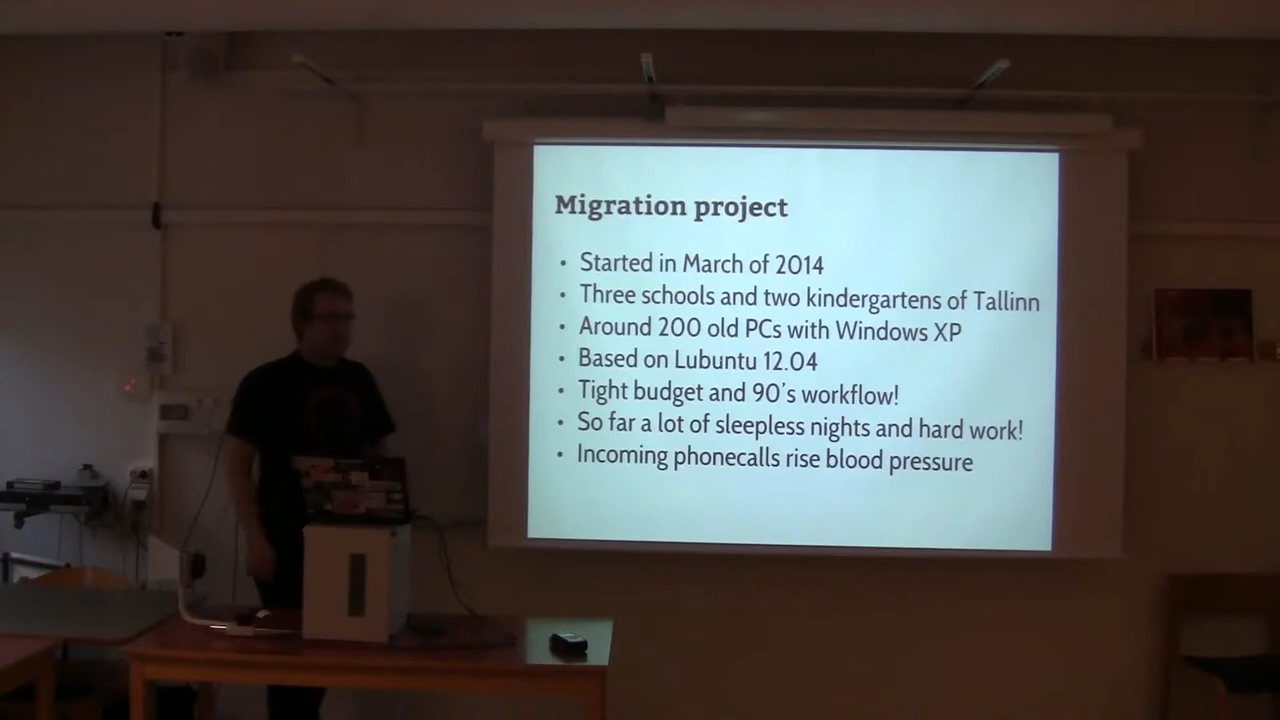 Migration project
• Started in March of 2014
• Three schools and two kindergartens of Tallinn
• Around 200 old PCs with Windows XP
• Based on Lubuntu 12.04
• Tight budget and 90's workflow!
• So far a lot of sleepless nights and hard work!
• Incoming phonecalls rise blood pressure